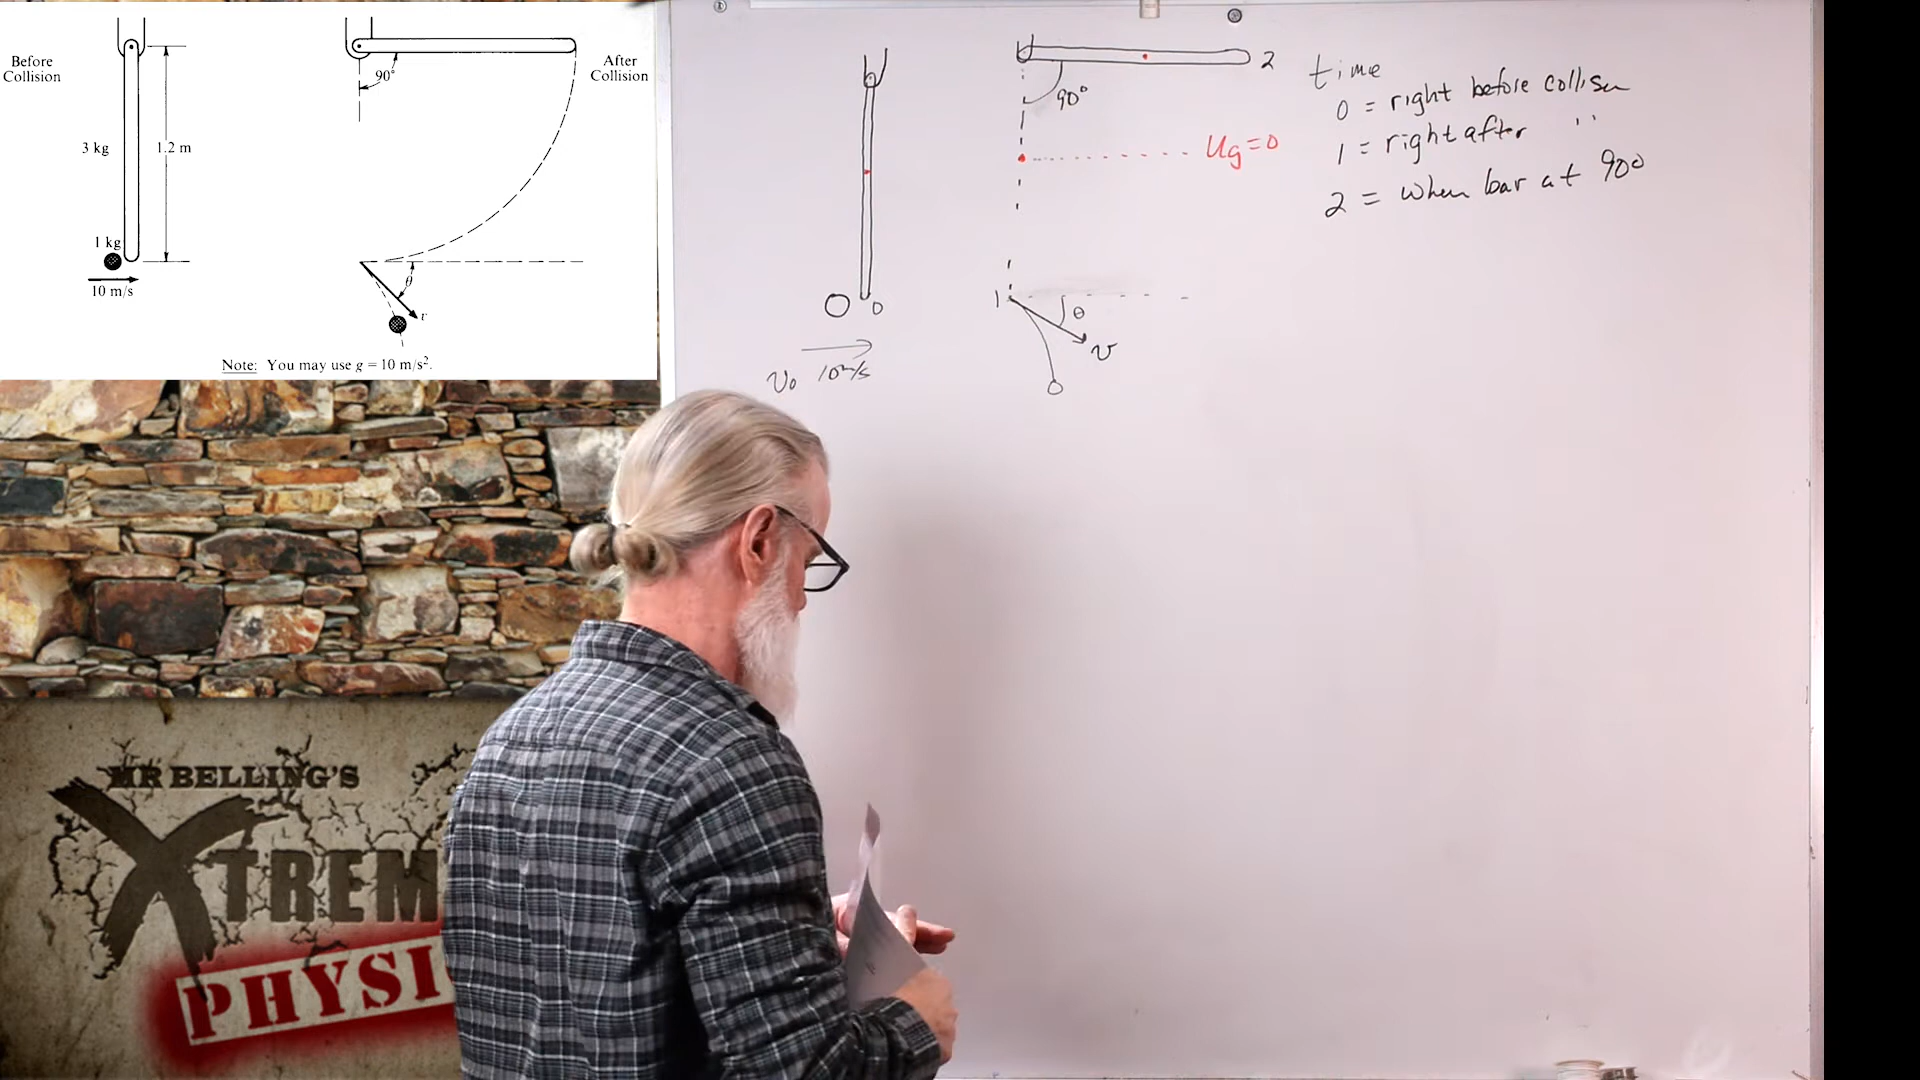 Before
Collision
After
Collision
90°
3 kg
1.2 m
1 kg
10 m/s
θ
v
Note: You may use g = 10 m/s².
2
90°
Ug=0
0
v₀ 10m/s
1
θ
v
time
0 = right before collisn
1 = right after ''
2 = when bar at 90°
MR BELLING'S
XTREM
PHYSI